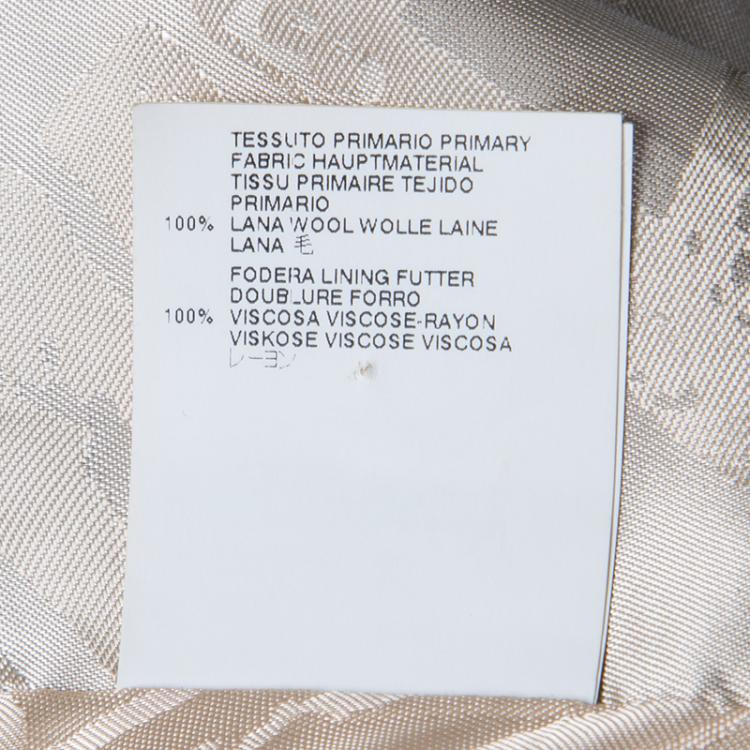 TESSUTO PRIMARIO PRIMARY
FABRIC HAUPTMATERIAL
TISSU PRIMAIRE TEJIDO
PRIMARIO
100% LANA WOOL WOLLE LAINE
LANA 毛
FODERA LINING FUTTER
DOUBLURE FORRO
100% VISCOSA VISCOSE-RAYON
VISKOSE VISCOSE VISCOSA
レーヨン